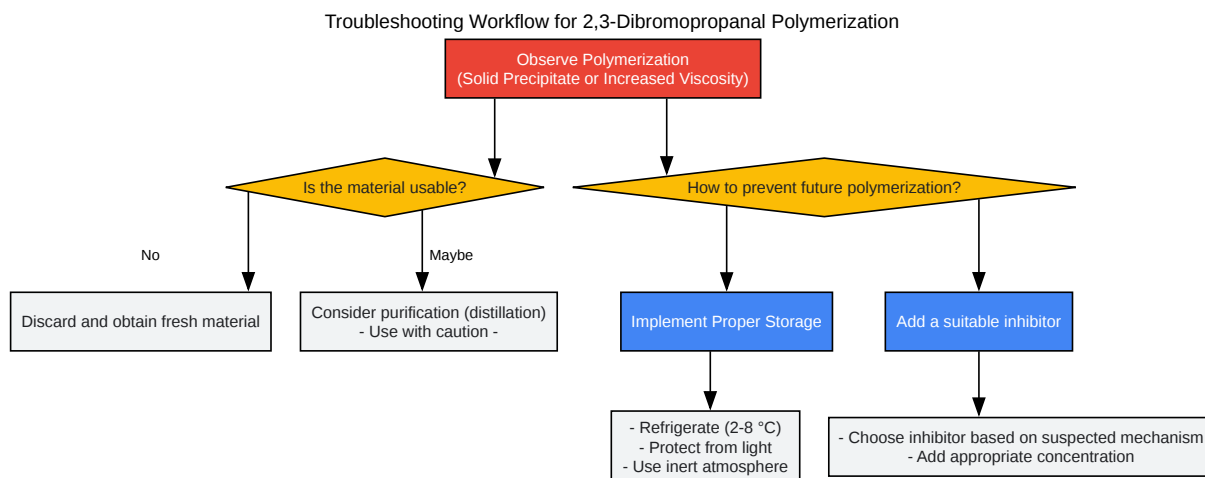 Troubleshooting Workflow for 2,3-Dibromopropanal Polymerization
Observe Polymerization
(Solid Precipitate or Increased Viscosity)
Is the material usable?
How to prevent future polymerization?
No
Maybe
Discard and obtain fresh material
Consider purification (distillation)
- Use with caution -
Implement Proper Storage
Add a suitable inhibitor
- Refrigerate (2-8 °C)
- Protect from light
- Use inert atmosphere
- Choose inhibitor based on suspected mechanism
- Add appropriate concentration